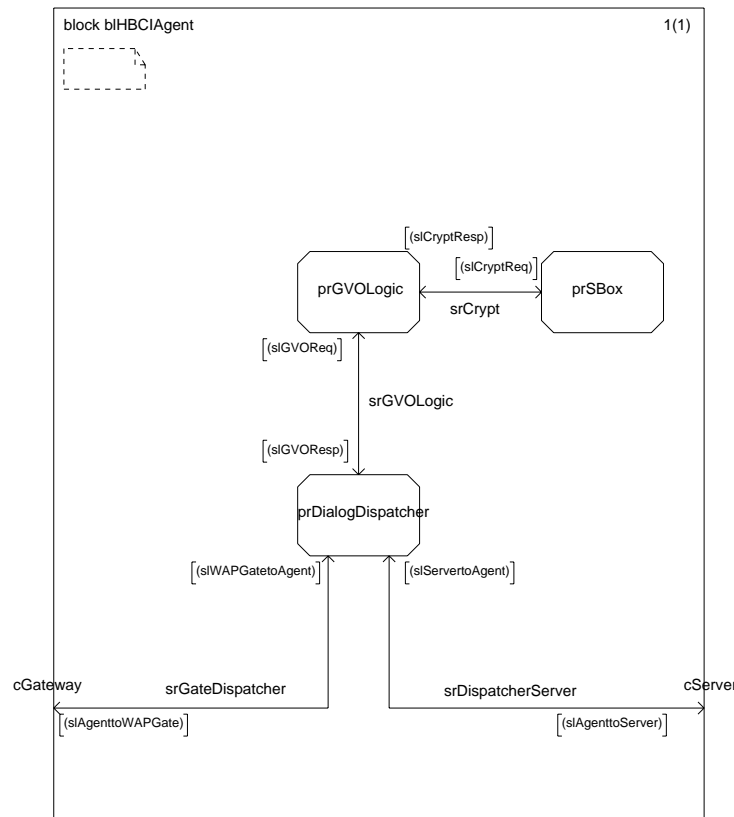 block blHBCIAgent
1(1)
(slCryptResp)
(slCryptReq)
prGVOLogic
prSBox
srCrypt
(slGVOReq)
srGVOLogic
(slGVOResp)
prDialogDispatcher
(slWAPGatetoAgent)
(slServertoAgent)
cGateway
srGateDispatcher
srDispatcherServer
cServer
(slAgenttoWAPGate)
(slAgenttoServer)